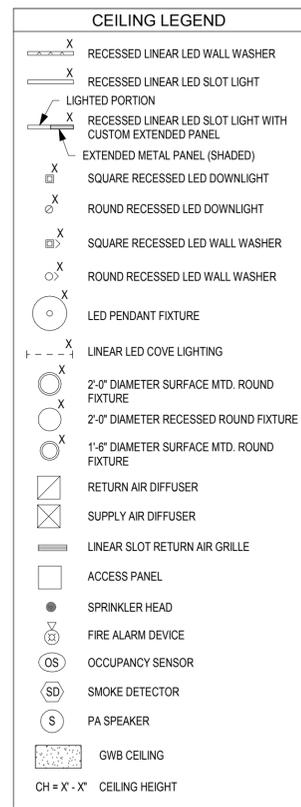 CEILING LEGEND
X
RECESSED LINEAR LED WALL WASHER
X
RECESSED LINEAR LED SLOT LIGHT
LIGHTED PORTION
X
RECESSED LINEAR LED SLOT LIGHT WITH
CUSTOM EXTENDED PANEL
EXTENDED METAL PANEL (SHADED)
X
SQUARE RECESSED LED DOWNLIGHT
X
ROUND RECESSED LED DOWNLIGHT
X
SQUARE RECESSED LED WALL WASHER
X
ROUND RECESSED LED WALL WASHER
X
LED PENDANT FIXTURE
X
LINEAR LED COVE LIGHTING
X
2'-0" DIAMETER SURFACE MTD. ROUND
FIXTURE
X
2'-0" DIAMETER RECESSED ROUND FIXTURE
X
1'-6" DIAMETER SURFACE MTD. ROUND
FIXTURE
RETURN AIR DIFFUSER
SUPPLY AIR DIFFUSER
LINEAR SLOT RETURN AIR GRILLE
ACCESS PANEL
SPRINKLER HEAD
FIRE ALARM DEVICE
OS OCCUPANCY SENSOR
SD SMOKE DETECTOR
S PA SPEAKER
GWB CEILING
CH = X' - X" CEILING HEIGHT